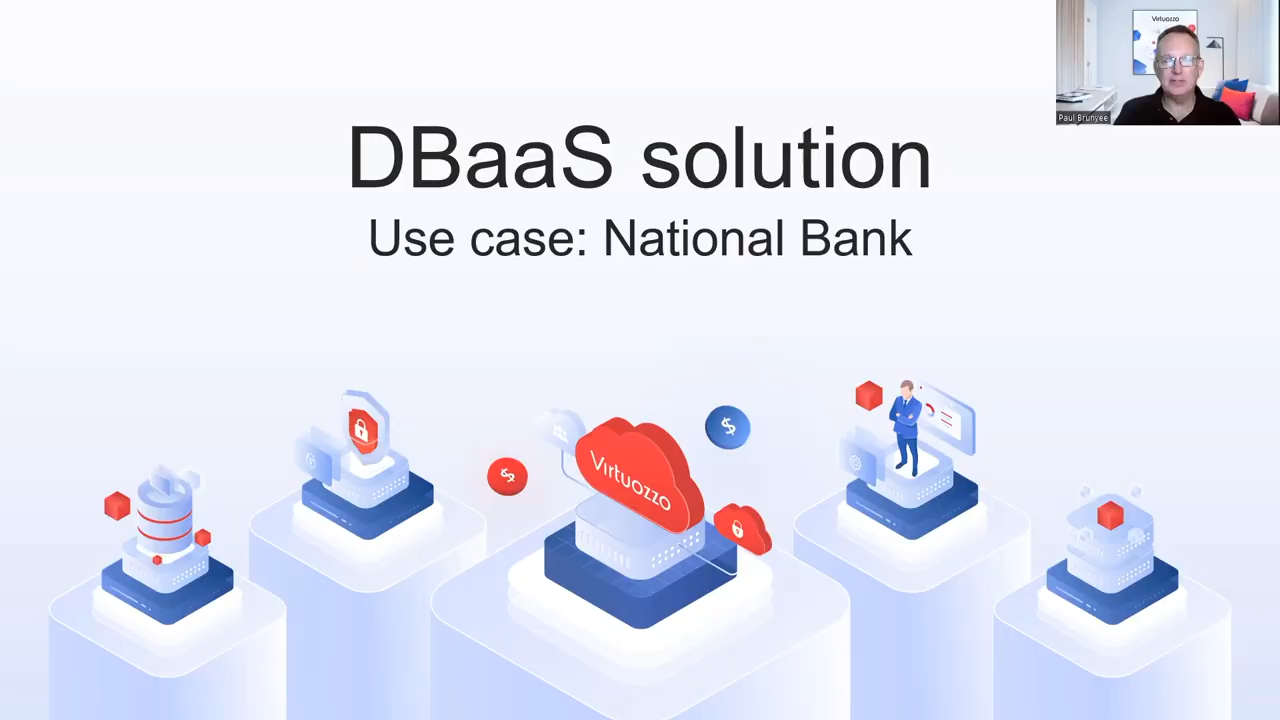 Virtuozzo
Paul Brunyee
DBaaS solution
Use case: National Bank
Virtuozzo